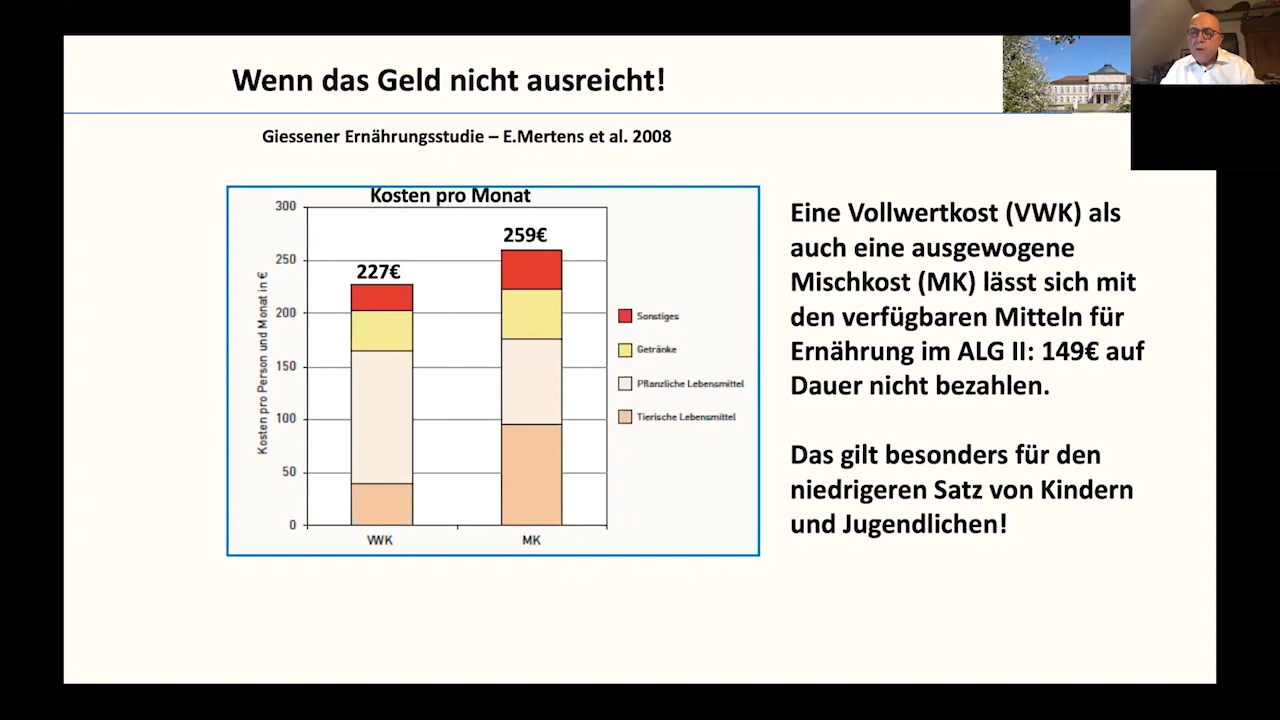 Wenn das Geld nicht ausreicht!
Giessener Ernährungsstudie – E.Mertens et al. 2008
Kosten pro Monat
Kosten pro Person und Monat in €
300
250
200
150
100
50
0
227€
259€
VWK
MK
Sonstiges
Getränke
Pflanzliche Lebensmittel
Tierische Lebensmittel
Eine Vollwertkost (VWK) als
auch eine ausgewogene
Mischkost (MK) lässt sich mit
den verfügbaren Mitteln für
Ernährung im ALG II: 149€ auf
Dauer nicht bezahlen.
Das gilt besonders für den
niedrigeren Satz von Kindern
und Jugendlichen!